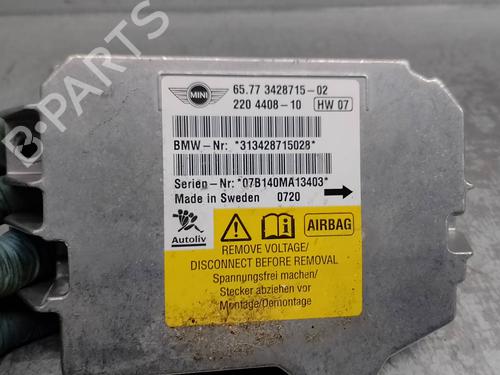 B-Parts
MINI
65.77 3428715-02
220 4408-10 HW 07
BMW-Nr: *313428715028*
Serien-Nr: *07B140MA13403*
Made in Sweden 0720
Autoliv
AIRBAG
REMOVE VOLTAGE/
DISCONNECT BEFORE REMOVAL
Spannungsfrei machen/
Stecker abziehen vor
Montage/Demontage